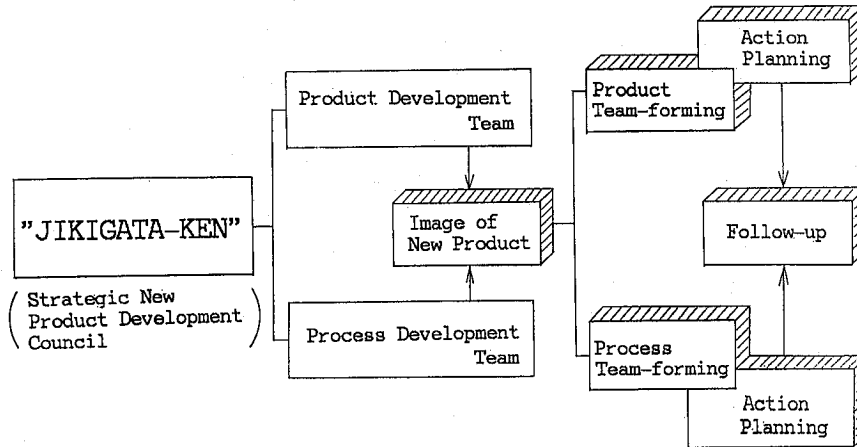 "JIKIGATA-KEN"
(Strategic New
Product Development
Council)
Product Development
Team
Process Development
Team
Image of
New Product
Product
Team-forming
Action
Planning
Process
Team-forming
Action
Planning
Follow-up